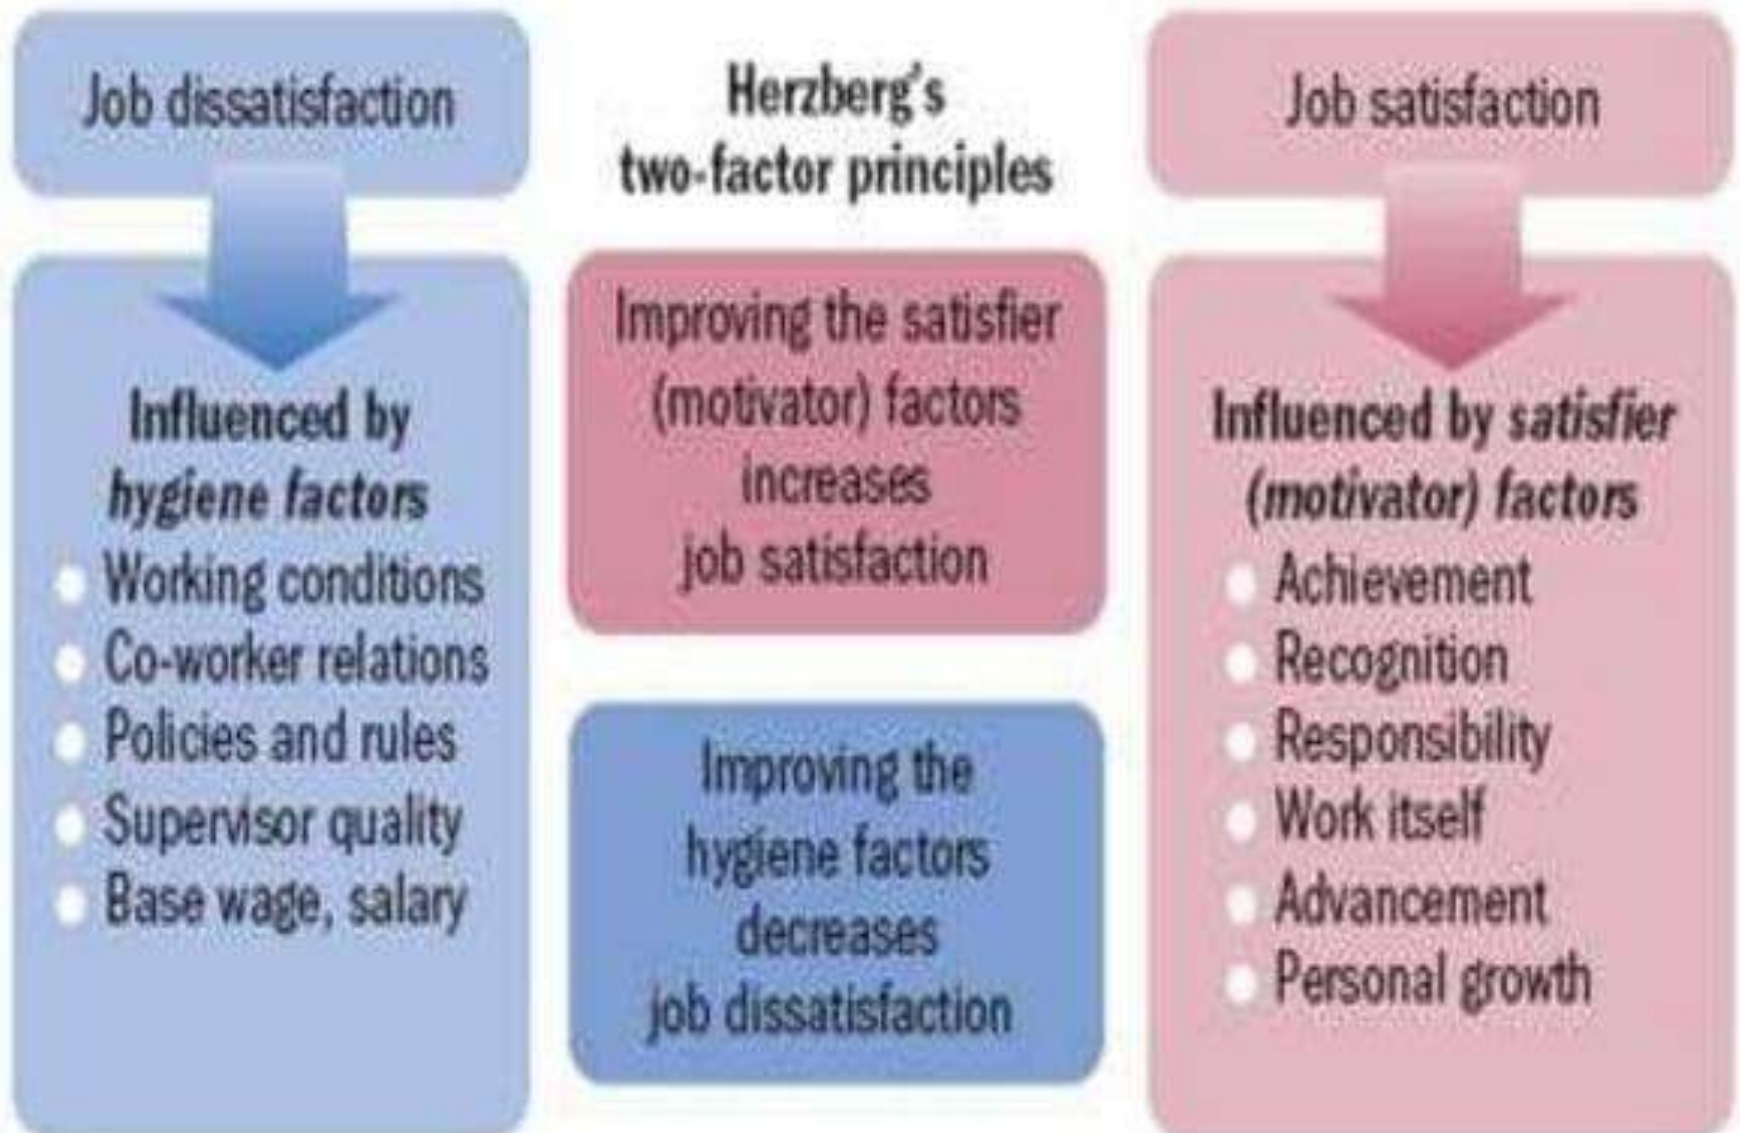 Job dissatisfaction
Influenced by
hygiene factors
Working conditions
Co-worker relations
Policies and rules
Supervisor quality
Base wage, salary
Herzberg's
two-factor principles
Improving the satisfier
(motivator) factors
increases
job satisfaction
Improving the
hygiene factors
decreases
job dissatisfaction
Job satisfaction
Influenced by satisfier
(motivator) factors
Achievement
Recognition
Responsibility
Work itself
Advancement
Personal growth